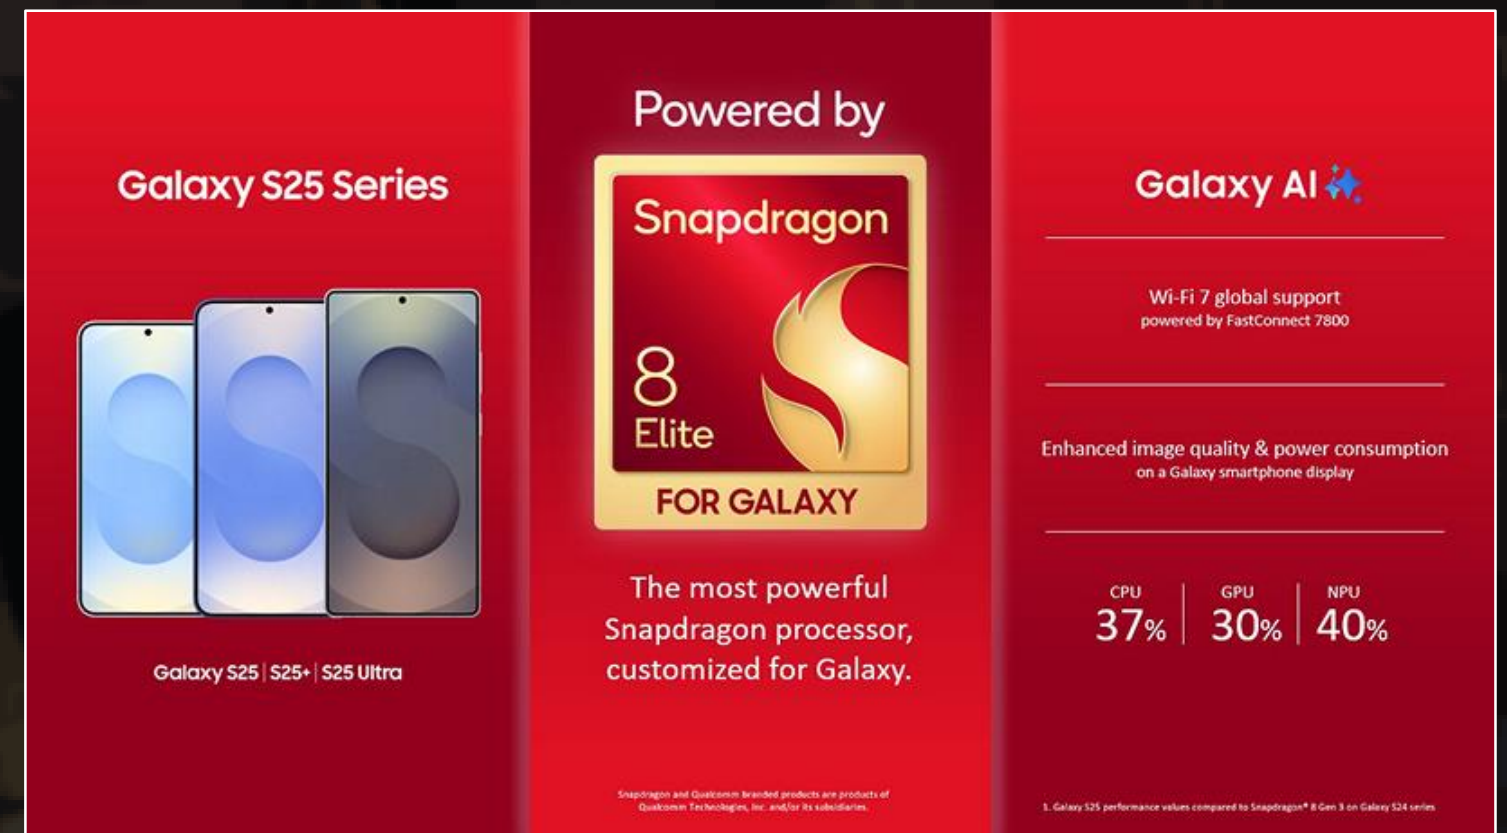 Galaxy S25 Series
Galaxy S25 | S25+ | S25 Ultra
Powered by
Snapdragon
8
Elite
FOR GALAXY
The most powerful
Snapdragon processor,
customized for Galaxy.
Snapdragon and Qualcomm branded products are products of
Qualcomm Technologies, Inc. and/or its subsidiaries.
Galaxy AI
Wi-Fi 7 global support
powered by FastConnect 7800
Enhanced image quality & power consumption
on a Galaxy smartphone display
CPU GPU NPU
37% 30% 40%
1. Galaxy S25 performance values compared to Snapdragon® 8 Gen 3 on Galaxy S24 series